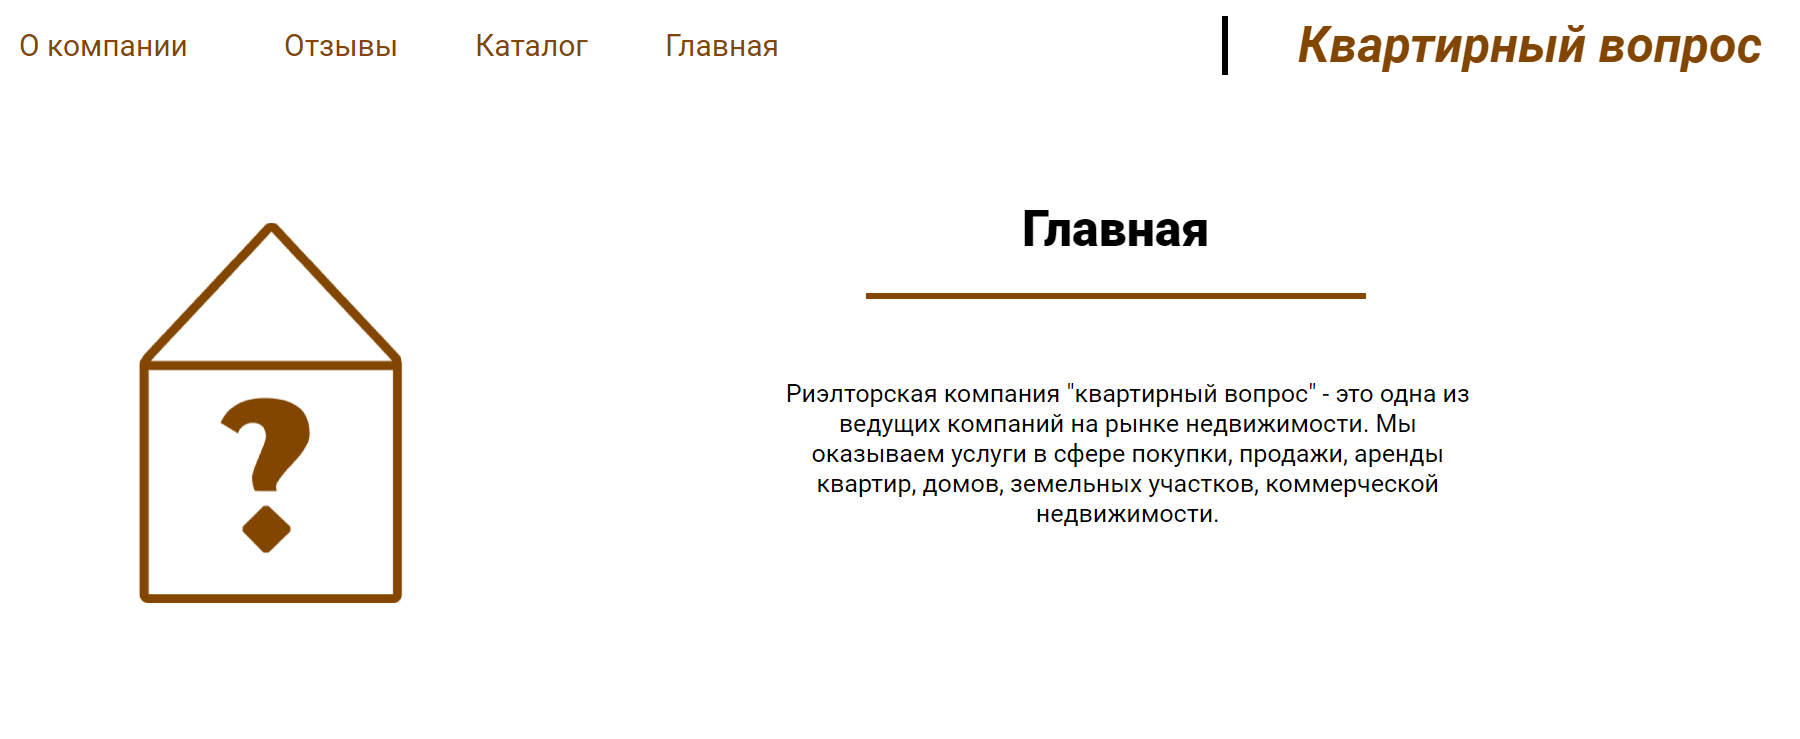 О компании
Отзывы
Каталог
Главная
Квартирный вопрос
Главная
?
Риэлторская компания "квартирный вопрос" - это одна из
ведущих компаний на рынке недвижимости. Мы
оказываем услуги в сфере покупки, продажи, аренды
квартир, домов, земельных участков, коммерческой
недвижимости.